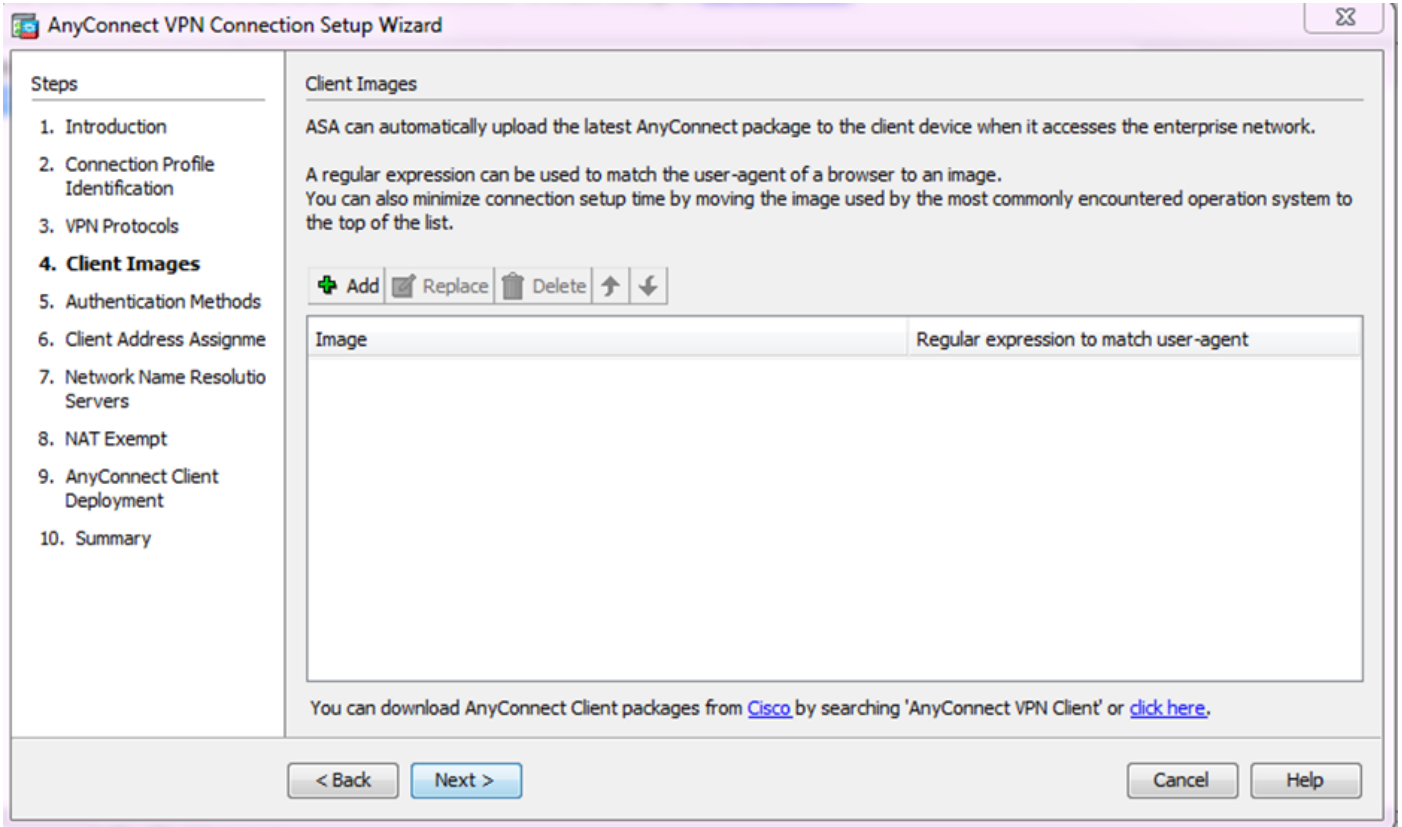 AnyConnect VPN Connection Setup Wizard
Steps
1. Introduction
2. Connection Profile
Identification
3. VPN Protocols
4. Client Images
5. Authentication Methods
6. Client Address Assignme
7. Network Name Resolutio
Servers
8. NAT Exempt
9. AnyConnect Client
Deployment
10. Summary
Client Images
ASA can automatically upload the latest AnyConnect package to the client device when it accesses the enterprise network.
A regular expression can be used to match the user-agent of a browser to an image.
You can also minimize connection setup time by moving the image used by the most commonly encountered operation system to
the top of the list.
Add Replace Delete
Image Regular expression to match user-agent
You can download AnyConnect Client packages from Cisco by searching 'AnyConnect VPN Client' or click here.
< Back Next > Cancel Help